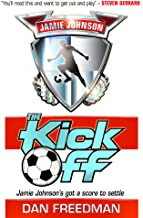 "You'll read this and want to get out and play" – STEVEN GERRARD
JAMIE JOHNSON
THE
Kick
off
Jamie Johnson's got a score to settle
DAN FREEDMAN